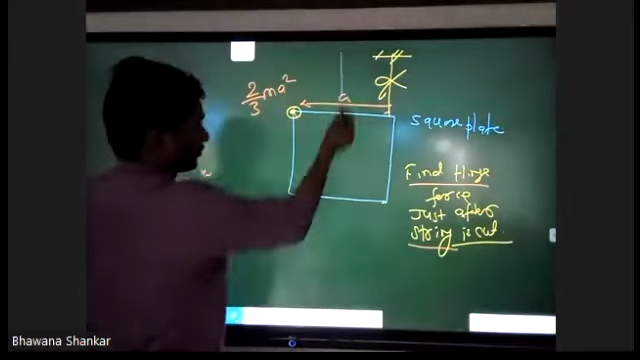 2/3 ma²
a
square plate
Find Hinge
force
Just after
string is cut.
Bhawana Shankar